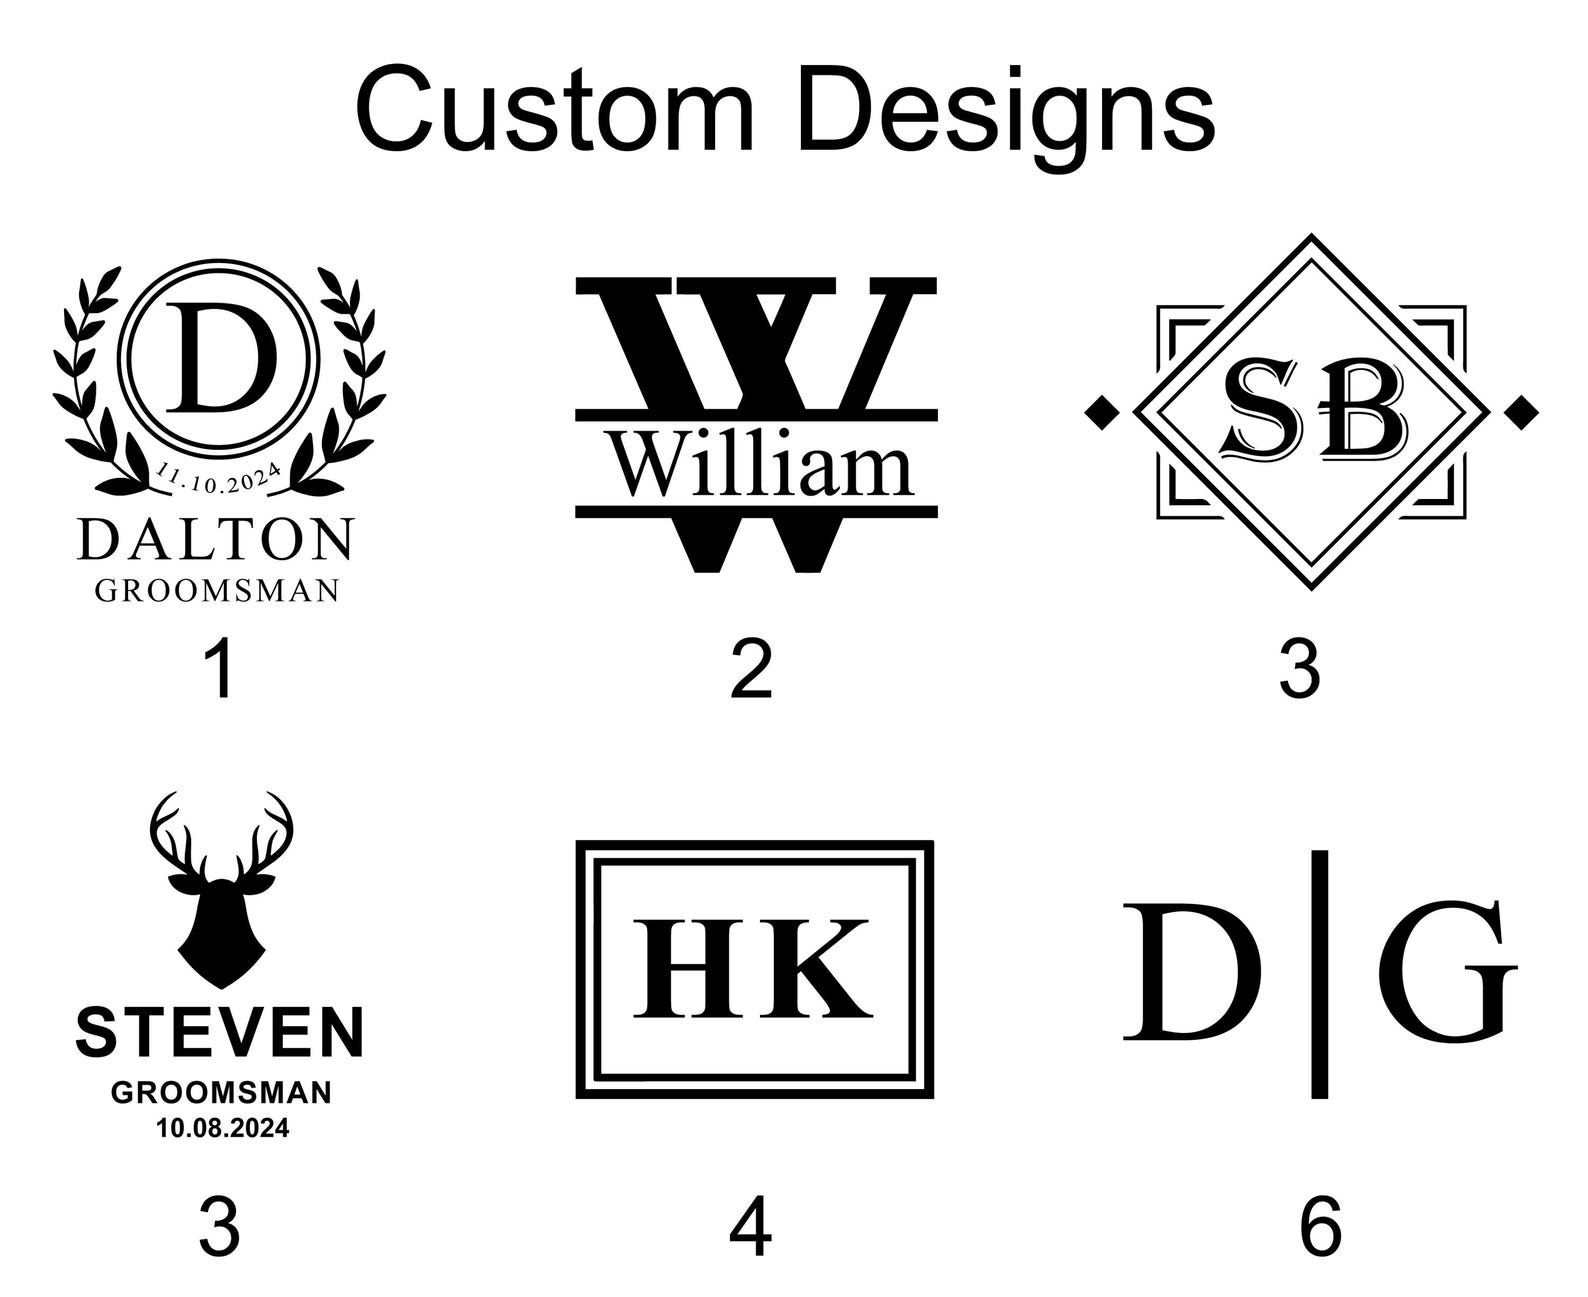 Custom Designs
D
11.10.2024
DALTON
GROOMSMAN
1
W
William
2
SB
3
STEVEN
GROOMSMAN
10.08.2024
3
HK
4
D | G
6